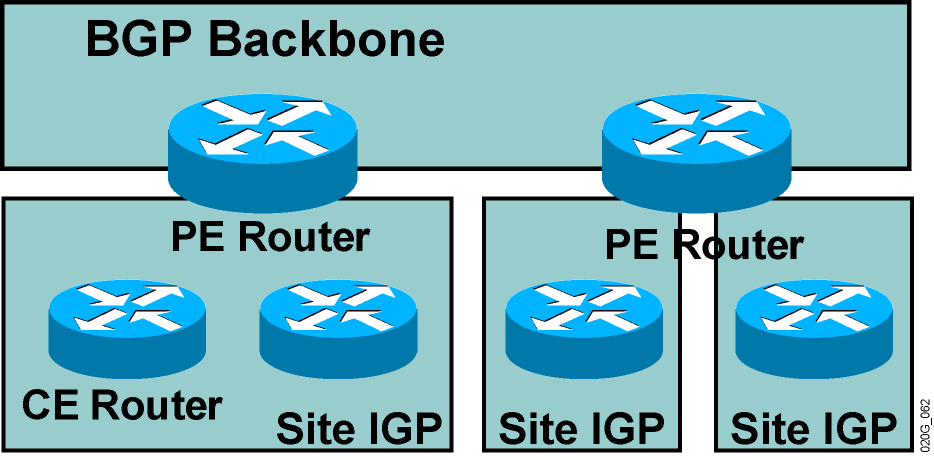 BGP Backbone
PE Router
PE Router
CE Router
Site IGP
Site IGP
Site IGP
020G_062